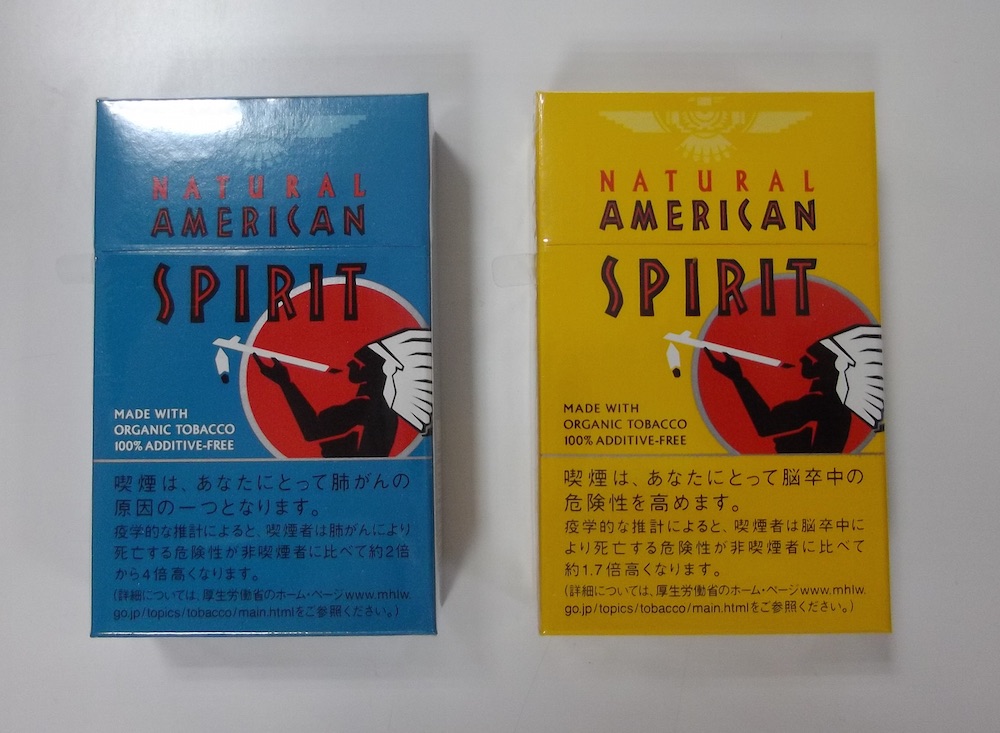 NATURAL
AMERICAN
SPIRIT
MADE WITH
ORGANIC TOBACCO
100% ADDITIVE-FREE
喫煙は、あなたにとって肺がんの
原因の一つとなります。
疫学的な推計によると、喫煙者は肺がんにより
死亡する危険性が非喫煙者に比べて約2倍
から4倍高くなります。
(詳細については、厚生労働省のホーム・ページwww.mhlw.
go.jp/topics/tobacco/main.htmlをご参照ください。)
NATURAL
AMERICAN
SPIRIT
MADE WITH
ORGANIC TOBACCO
100% ADDITIVE-FREE
喫煙は、あなたにとって脳卒中の
危険性を高めます。
疫学的な推計によると、喫煙者は脳卒中に
より死亡する危険性が非喫煙者に比べて
約1.7倍高くなります。
(詳細については、厚生労働省のホーム・ページwww.mhlw.
go.jp/topics/tobacco/main.htmlをご参照ください。)